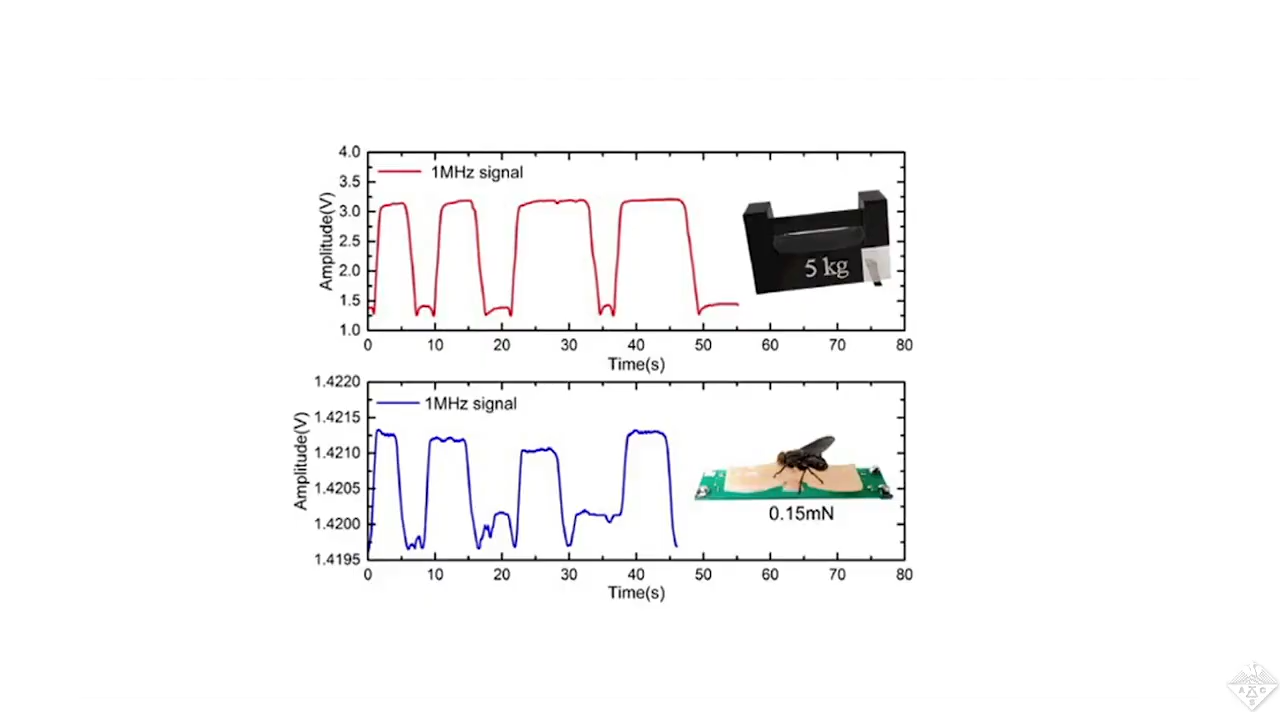 4.0
3.5
3.0
2.5
2.0
1.5
1.0
Amplitude(V)
1MHz signal
5 kg
0 10 20 30 40 50 60 70 80
Time(s)
1.4220
1.4215
1.4210
1.4205
1.4200
1.4195
Amplitude(V)
1MHz signal
0.15mN
0 10 20 30 40 50 60 70 80
Time(s)
A C
S